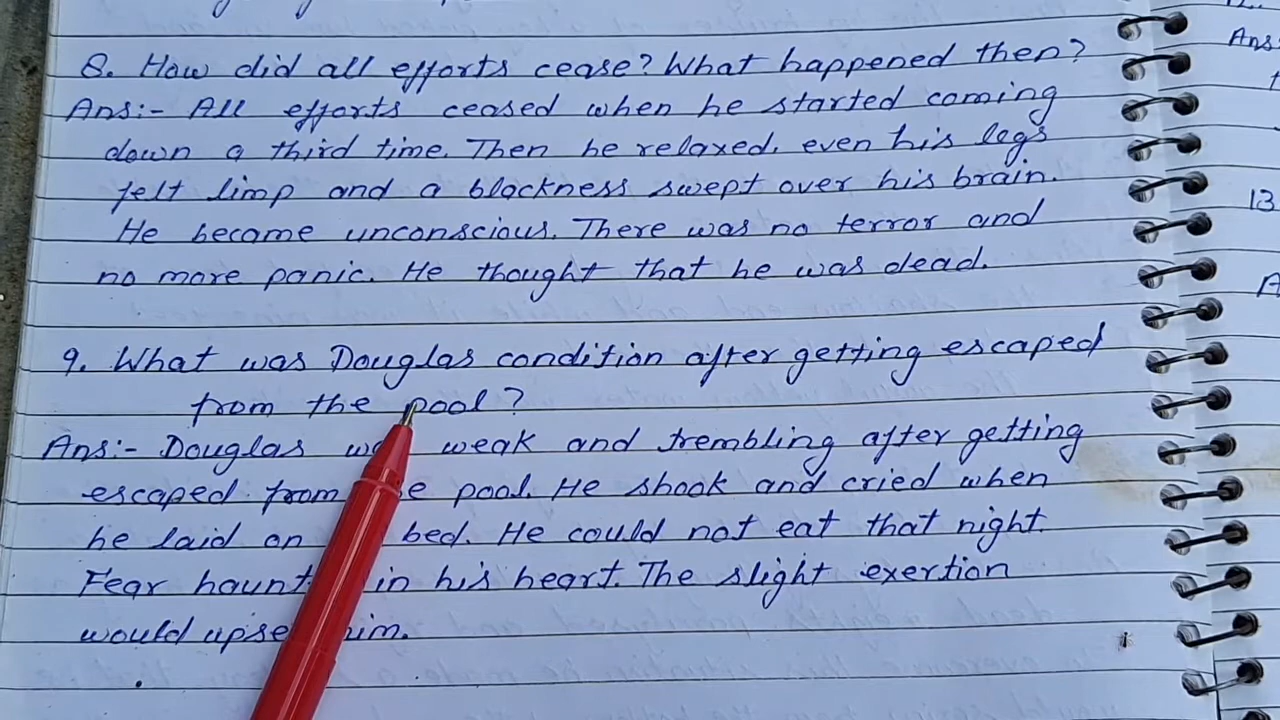 8. How did all efforts cease? What happened then?
Ans:- All efforts ceased when he started coming
down a third time. Then he relaxed, even his legs
felt limp and a blackness swept over his brain.
He became unconscious. There was no terror and
no more panic. He thought that he was dead.
9. What was Douglas condition after getting escaped
from the pool?
Ans:- Douglas weak and trembling after getting
escaped from pool. He shook and cried when
he laid on bed. He could not eat that night.
Fear in his heart. The slight exertion
would him.
Ans:
13